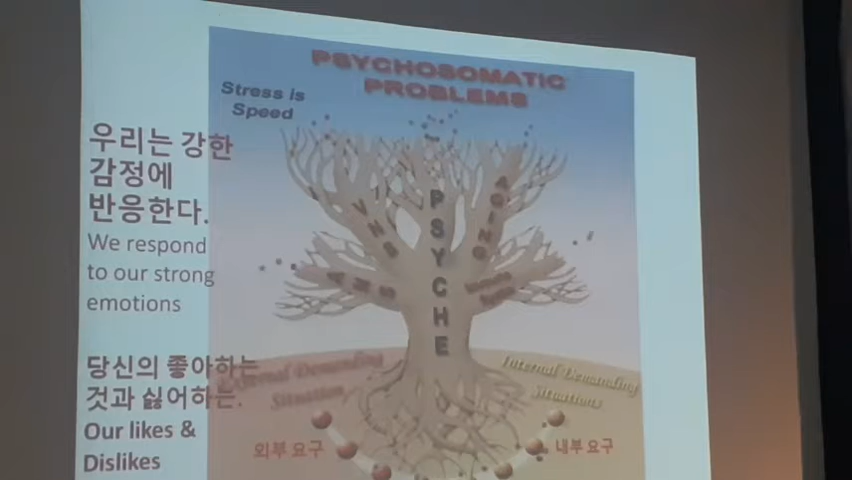 PSYCHOSOMATIC
PROBLEMS
Stress is
Speed
우리는 강한
감정에
반응한다.
We respond
to our strong
emotions
당신의 좋아하는
것과 싫어하는.
Our likes &
Dislikes
PSYCHE
AGING
External Demanding
Situation
Internal Demanding
Situations
외부 요구
내부 요구